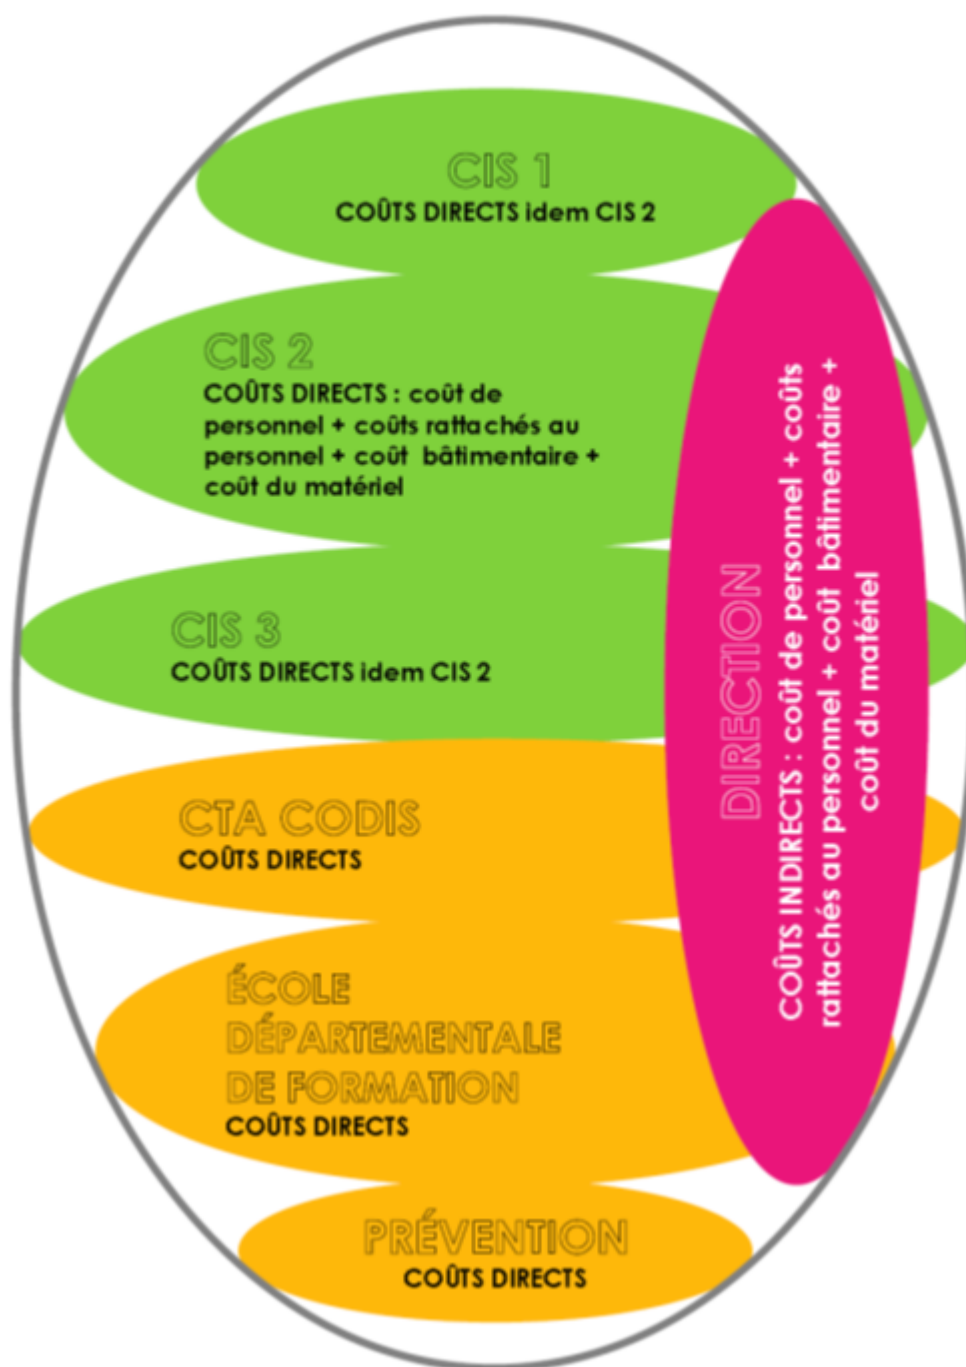 CIS 1
COÛTS DIRECTS idem CIS 2
CIS 2
COÛTS DIRECTS : coût de
personnel + coûts rattachés au
personnel + coût bâtimentaire +
coût du matériel
CIS 3
COÛTS DIRECTS idem CIS 2
CTA CODIS
COÛTS DIRECTS
ÉCOLE
DÉPARTEMENTALE
DE FORMATION
COÛTS DIRECTS
PRÉVENTION
COÛTS DIRECTS
DIRECTION
COÛTS INDIRECTS : coût de personnel + coûts
rattachés au personnel + coût bâtimentaire +
coût du matériel